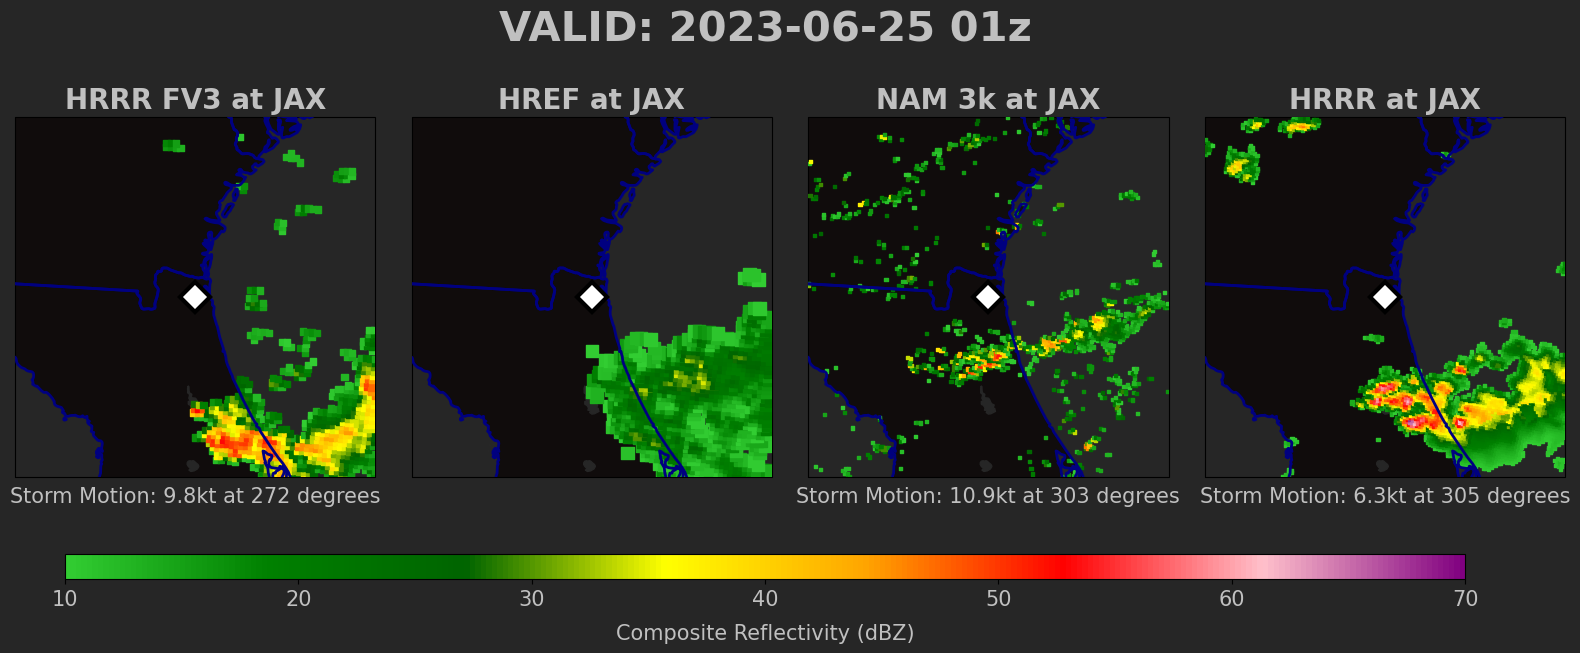 VALID: 2023-06-25 01z
HRRR FV3 at JAX
HREF at JAX
NAM 3k at JAX
HRRR at JAX
Storm Motion: 9.8kt at 272 degrees
Storm Motion: 10.9kt at 303 degrees
Storm Motion: 6.3kt at 305 degrees
10 20 30 40 50 60 70
Composite Reflectivity (dBZ)